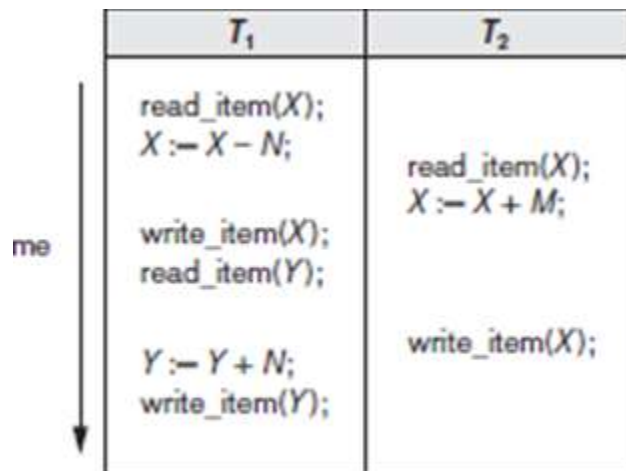 T₁ T₂
read_item(X);
X := X – N;
read_item(X);
X := X + M;
write_item(X);
read_item(Y);
me
write_item(X);
Y := Y + N;
write_item(Y);